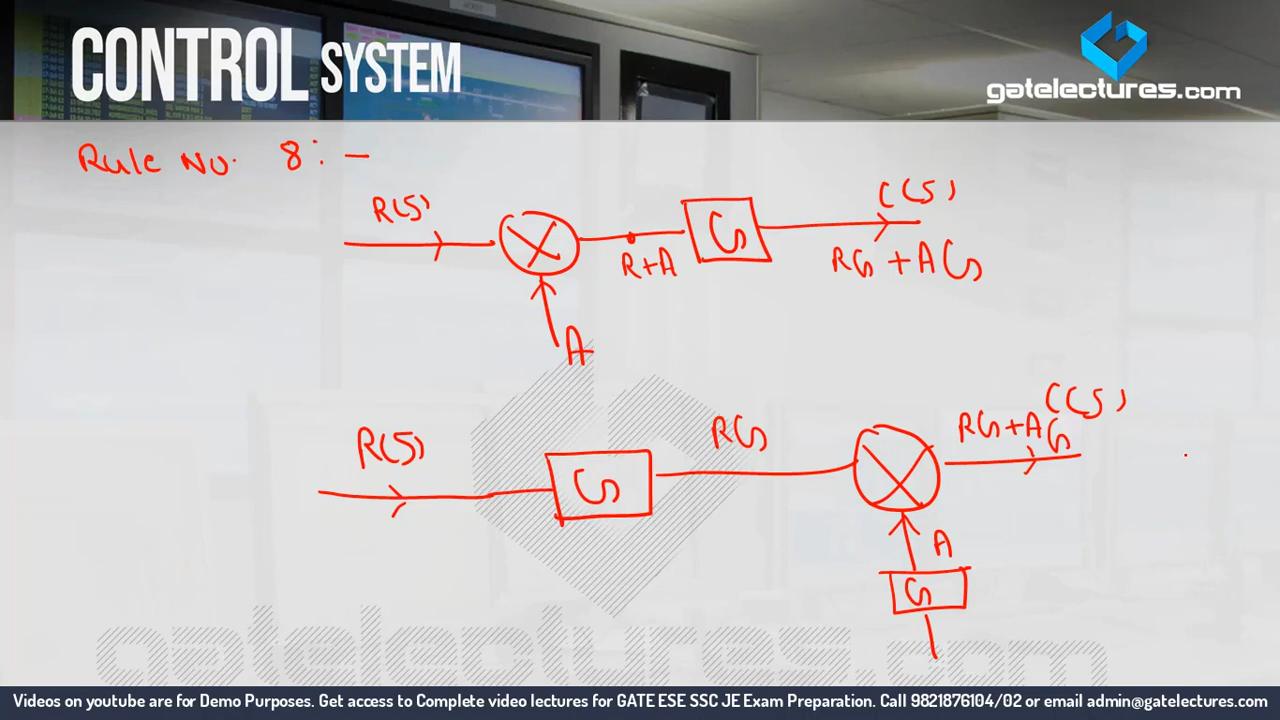 CONTROL SYSTEM
gatelectures.com
Rule No. 8: -
R(S)
C(S)
G
R+A
RG + AG
A
R(S)
G
RG
C(S)
RG+AG
A
G
gatelectures.com
Videos on youtube are for Demo Purposes. Get access to Complete video lectures for GATE ESE SSC JE Exam Preparation. Call 9821876104/02 or email admin@gatelectures.com